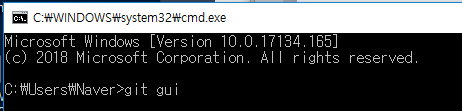 C:₩WINDOWS₩system32₩cmd.exe
Microsoft Windows [Version 10.0.17134.165]
(c) 2018 Microsoft Corporation. All rights reserved.
C:₩Users₩Naver>git gui